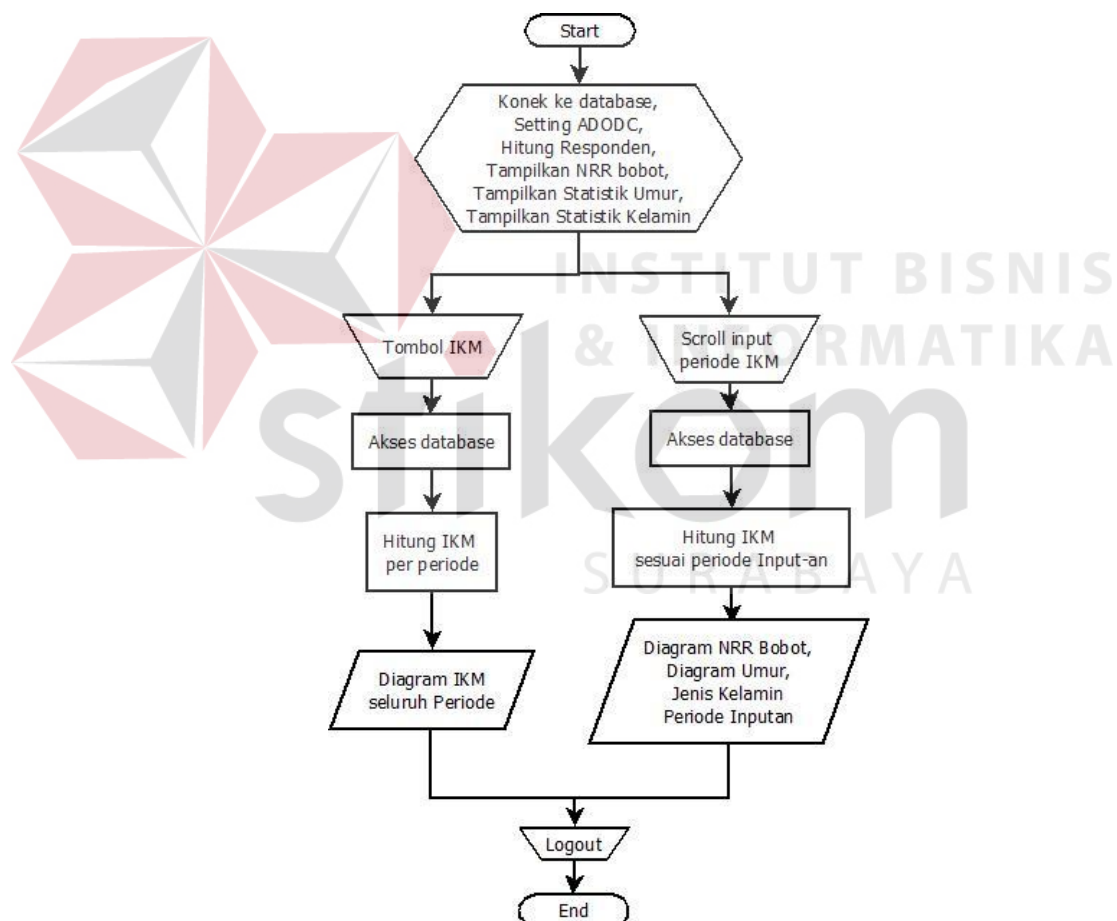 Start
Konek ke database,
Setting ADODC,
Hitung Responden,
Tampilkan NRR bobot,
Tampilkan Statistik Umur,
Tampilkan Statistik Kelamin
INSTITUT BISNIS
& INFORMATIKA
stikom
SURABAYA
Tombol IKM
Akses database
Hitung IKM
per periode
Diagram IKM
seluruh Periode
Scroll input
periode IKM
Akses database
Hitung IKM
sesuai periode Input-an
Diagram NRR Bobot,
Diagram Umur,
Jenis Kelamin
Periode Inputan
Logout
End